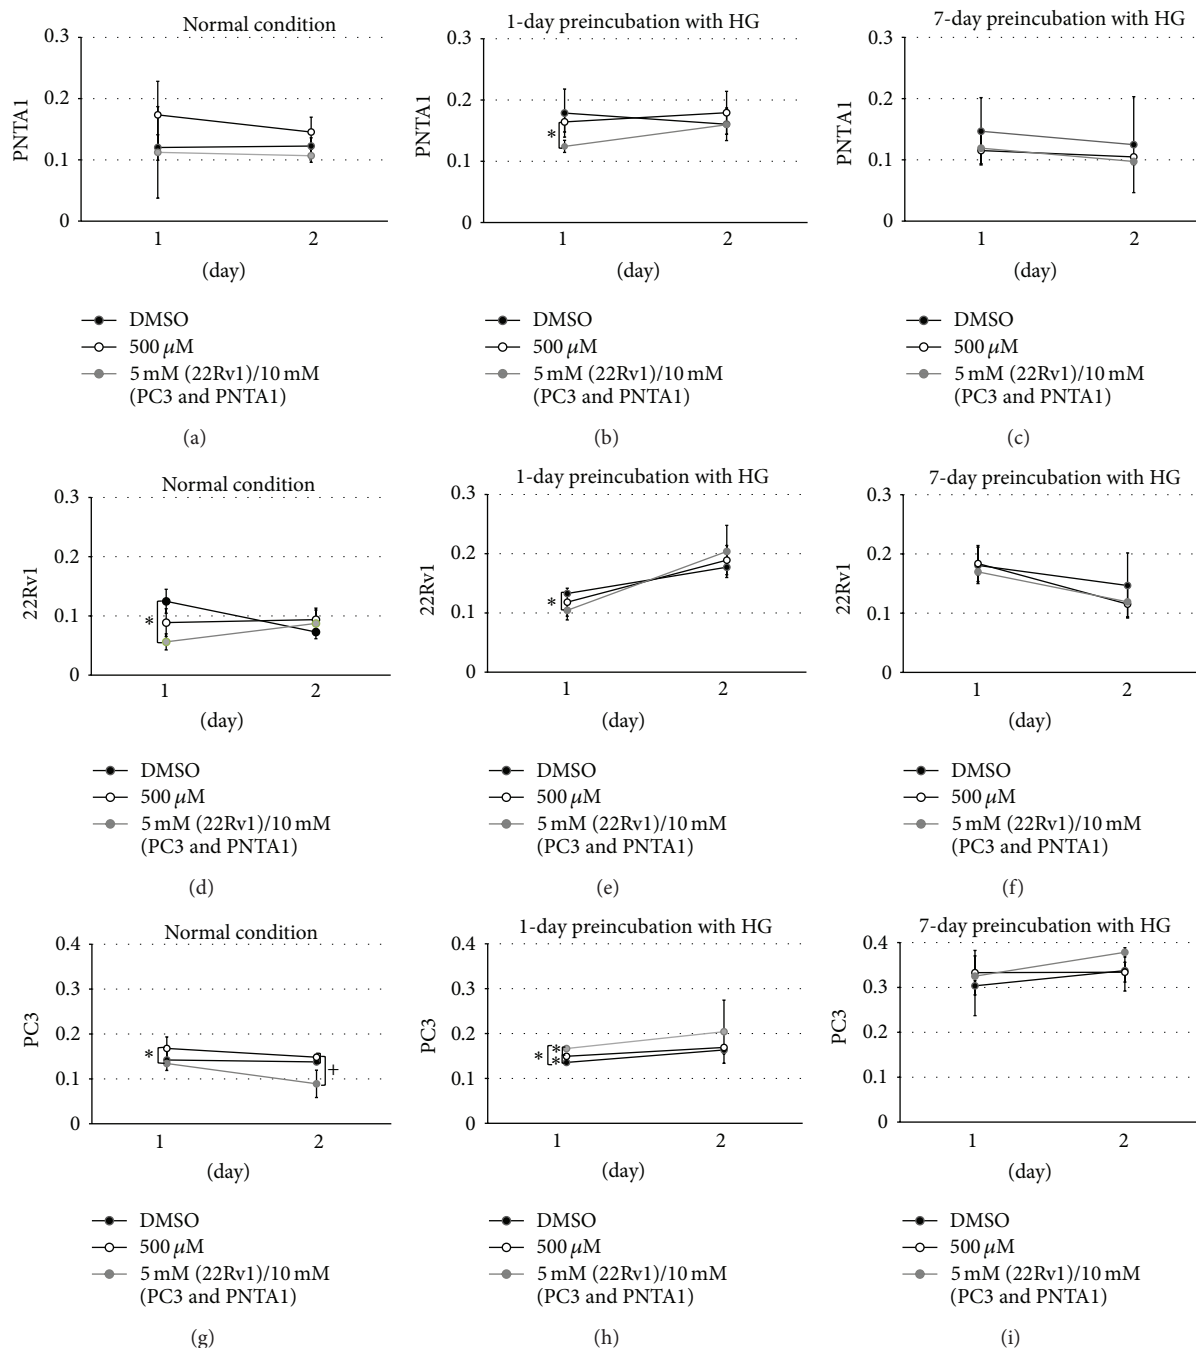 Normal condition
0.3
0.2
0.1
0
PNTA1
1
2
(day)
DMSO
500 μM
5 mM (22Rv1)/10 mM
(PC3 and PNTA1)
(a)
1-day preincubation with HG
0.3
0.2
0.1
0
PNTA1
*
1
2
(day)
DMSO
500 μM
5 mM (22Rv1)/10 mM
(PC3 and PNTA1)
(b)
7-day preincubation with HG
0.3
0.2
0.1
0
PNTA1
1
2
(day)
DMSO
500 μM
5 mM (22Rv1)/10 mM
(PC3 and PNTA1)
(c)
Normal condition
0.3
0.2
0.1
0
22Rv1
*
1
2
(day)
DMSO
500 μM
5 mM (22Rv1)/10 mM
(PC3 and PNTA1)
(d)
1-day preincubation with HG
0.3
0.2
0.1
0
22Rv1
*
1
2
(day)
DMSO
500 μM
5 mM (22Rv1)/10 mM
(PC3 and PNTA1)
(e)
7-day preincubation with HG
0.3
0.2
0.1
0
22Rv1
1
2
(day)
DMSO
500 μM
5 mM (22Rv1)/10 mM
(PC3 and PNTA1)
(f)
Normal condition
0.4
0.3
0.2
0.1
0
PC3
*
+
1
2
(day)
DMSO
500 μM
5 mM (22Rv1)/10 mM
(PC3 and PNTA1)
(g)
1-day preincubation with HG
0.4
0.3
0.2
0.1
0
PC3
*
*
*
1
2
(day)
DMSO
500 μM
5 mM (22Rv1)/10 mM
(PC3 and PNTA1)
(h)
7-day preincubation with HG
0.4
0.3
0.2
0.1
0
PC3
1
2
(day)
DMSO
500 μM
5 mM (22Rv1)/10 mM
(PC3 and PNTA1)
(i)